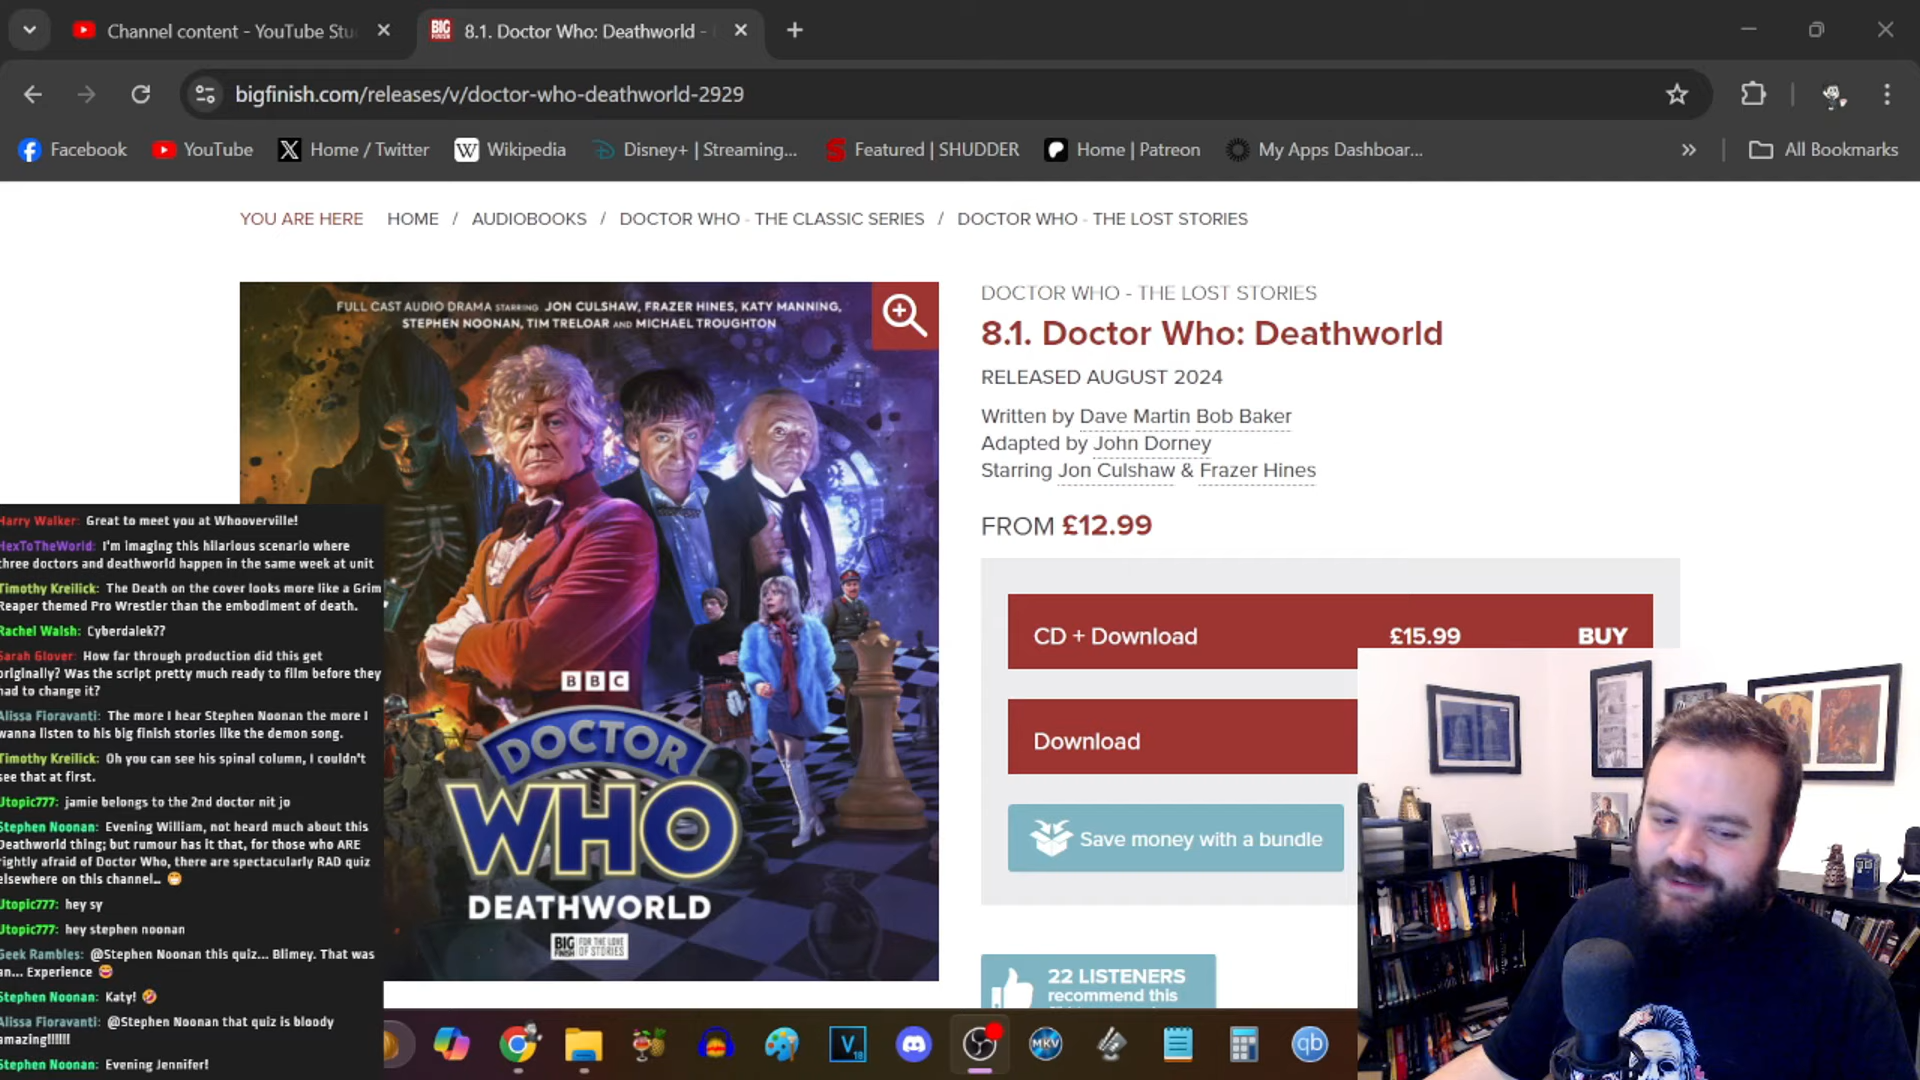 Channel content - YouTube Stu
8.1. Doctor Who: Deathworld -
bigfinish.com/releases/v/doctor-who-deathworld-2929
Facebook
YouTube
Home / Twitter
Wikipedia
Disney+ | Streaming...
Featured | SHUDDER
Home | Patreon
My Apps Dashboar...
»
All Bookmarks
YOU ARE HERE HOME / AUDIOBOOKS / DOCTOR WHO - THE CLASSIC SERIES / DOCTOR WHO - THE LOST STORIES
FULL CAST AUDIO DRAMA STARRING JON CULSHAW, FRAZER HINES, KATY MANNING,
STEPHEN NOONAN, TIM TRELOAR AND MICHAEL TROUGHTON
BBC
DOCTOR
WHO
DEATHWORLD
BIG FINISH
FOR THE LOVE
OF STORIES
DOCTOR WHO - THE LOST STORIES
8.1. Doctor Who: Deathworld
RELEASED AUGUST 2024
Written by Dave Martin Bob Baker
Adapted by John Dorney
Starring Jon Culshaw & Frazer Hines
FROM £12.99
CD + Download £15.99 BUY
Download
Save money with a bundle
22 LISTENERS
recommend this
Harry Walker: Great to meet you at Whooverville!
HexToTheWorld: I'm imaging this hilarious scenario where
three doctors and deathworld happen in the same week at unit
Timothy Kreilick: The Death on the cover looks more like a Grim
Reaper themed Pro Wrestler than the embodiment of death.
Rachel Walsh: Cyberdalek??
Sarah Glover: How far through production did this get
originally? Was the script pretty much ready to film before they
had to change it?
Alissa Fioravanti: The more I hear Stephen Noonan the more I
wanna listen to his big finish stories like the demon song.
Timothy Kreilick: Oh you can see his spinal column, I couldn't
see that at first.
Utopic777: jamie belongs to the 2nd doctor nit jo
Stephen Noonan: Evening William, not heard much about this
Deathworld thing; but rumour has it that, for those who ARE
rightly afraid of Doctor Who, there are spectacularly RAD quiz
elsewhere on this channel... 😁
Utopic777: hey sy
Utopic777: hey stephen noonan
Geek Rambles: @Stephen Noonan this quiz... Blimey. That was
an... Experience 😂
Stephen Noonan: Katy! 🤣
Alissa Fioravanti: @Stephen Noonan that quiz is bloody
amazing!!!!!!
Stephen Noonan: Evening Jennifer!
V
18
MKV
qb